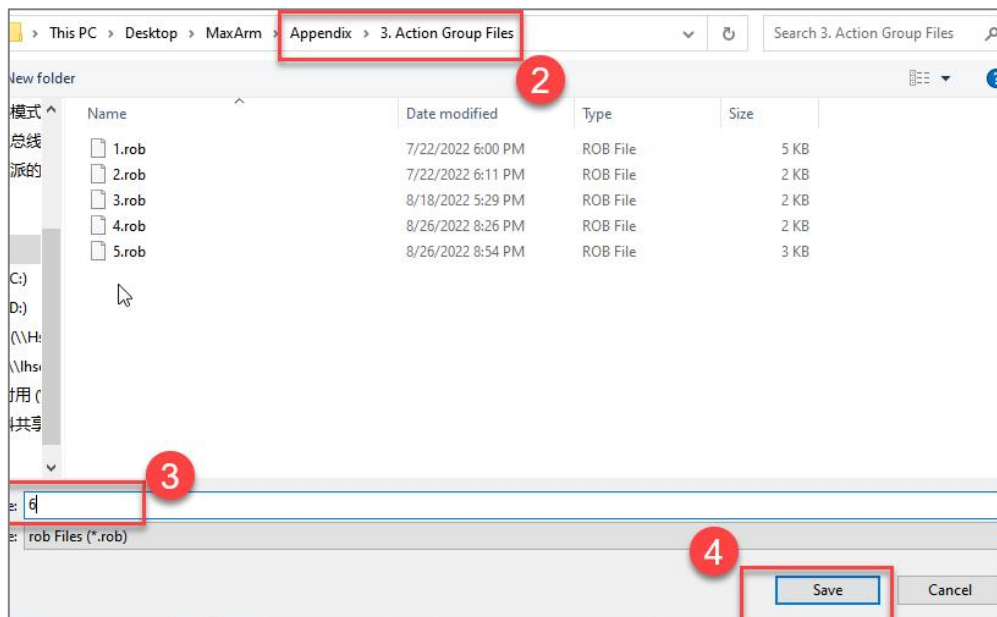 This PC > Desktop > MaxArm > Appendix > 3. Action Group Files Search 3. Action Group Files
2
New folder
Name Date modified Type Size
模式
总线
派的
1.rob 7/22/2022 6:00 PM ROB File 5 KB
2.rob 7/22/2022 6:11 PM ROB File 2 KB
3.rob 8/18/2022 5:29 PM ROB File 2 KB
4.rob 8/26/2022 8:26 PM ROB File 2 KB
5.rob 8/26/2022 8:54 PM ROB File 3 KB
C:)
D:)
(\\H
\\lhs
时用 (
共享
3
e: 6
e: rob Files (*.rob)
4
Save Cancel